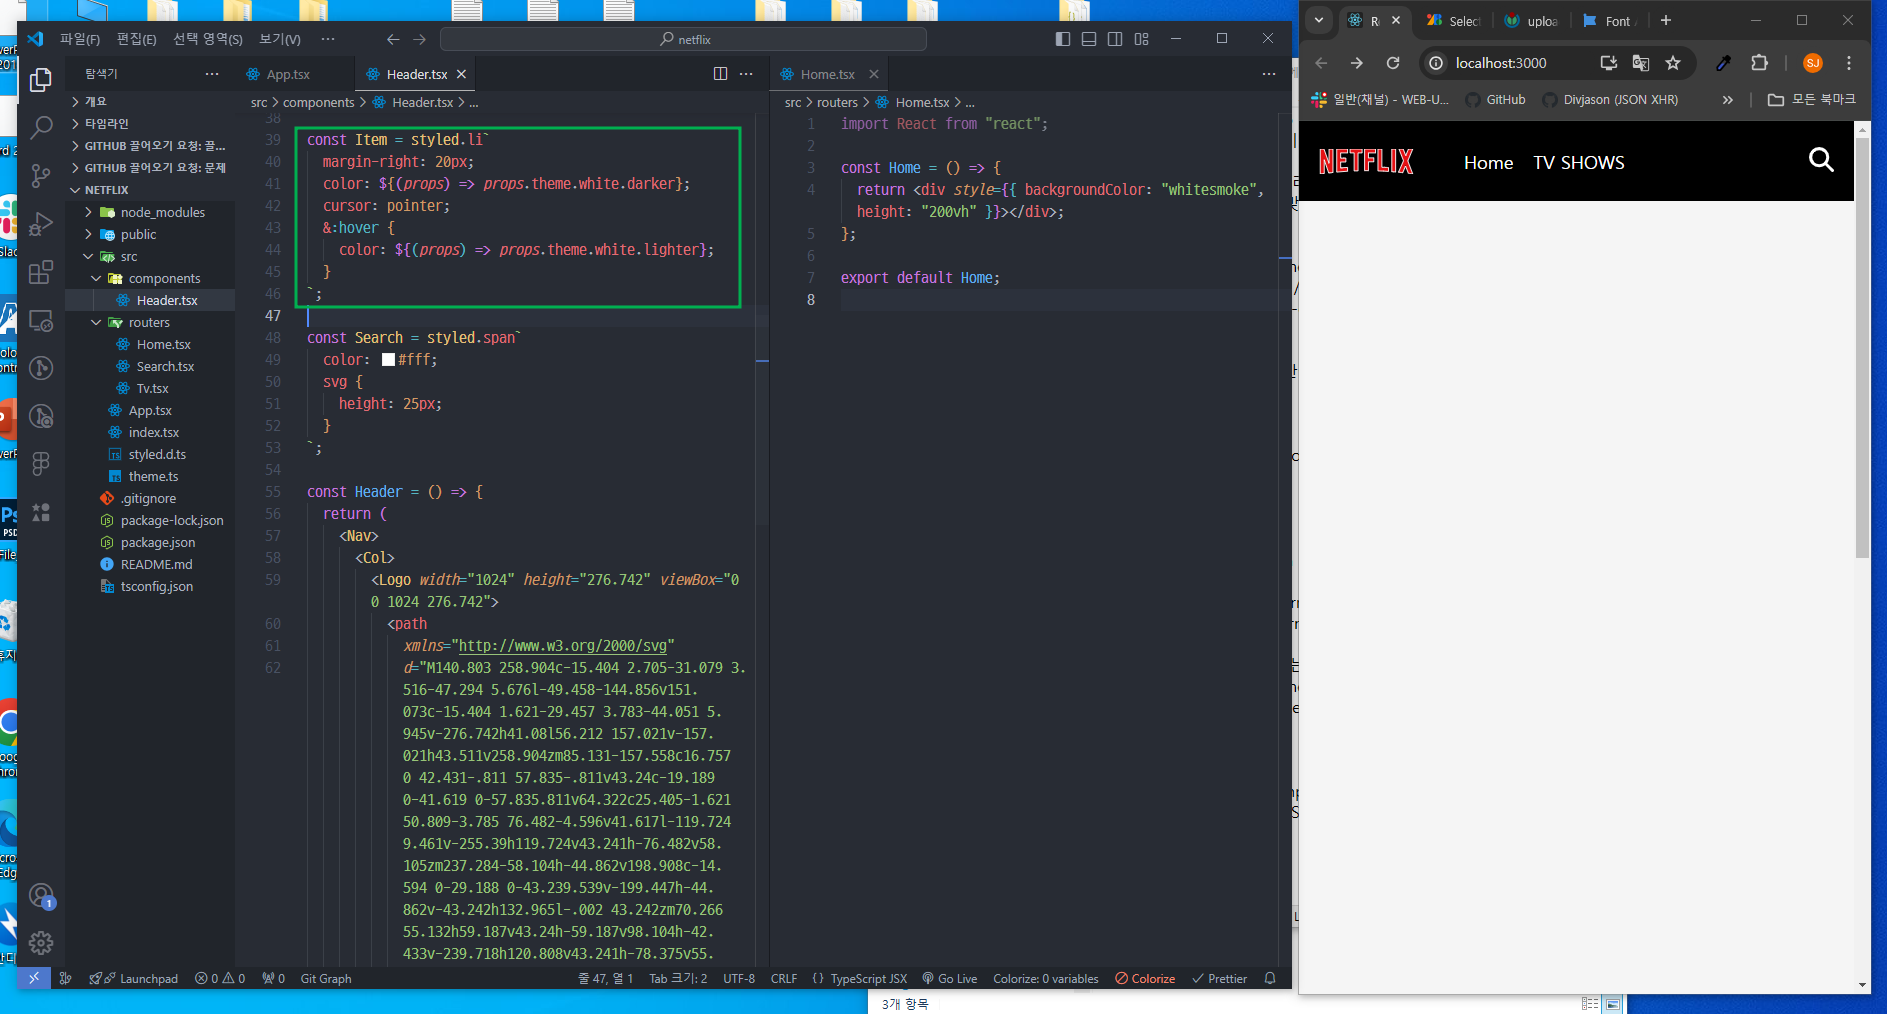 파일(F) 편집(E) 선택 영역(S) 보기(V) ··· netflix
탐색기 ···
개요
타임라인
GITHUB 끌어오기 요청: 끌...
GITHUB 끌어오기 요청: 문제
NETFLIX
node_modules
public
src
components
Header.tsx
routers
Home.tsx
Search.tsx
Tv.tsx
App.tsx
index.tsx
styled.d.ts
theme.ts
.gitignore
package-lock.json
package.json
README.md
tsconfig.json
App.tsx Header.tsx
src > components > Header.tsx > ...
38
39 const Item = styled.li`
40 margin-right: 20px;
41 color: ${(props) => props.theme.white.darker};
42 cursor: pointer;
43 &:hover {
44 color: ${(props) => props.theme.white.lighter};
45 }
46 `;
47
48 const Search = styled.span`
49 color: #fff;
50 svg {
51 height: 25px;
52 }
53 `;
54
55 const Header = () => {
56 return (
57 <Nav>
58 <Col>
59 <Logo width="1024" height="276.742" viewBox="0
0 1024 276.742">
60 <path
61 xmlns="http://www.w3.org/2000/svg"
62 d="M140.803 258.904c-15.404 2.705-31.079 3.
516-47.294 5.676l-49.458-144.856v151.
073c-15.404 1.621-29.457 3.783-44.051 5.
945v-276.742h41.08l56.212 157.021v-157.
021h43.511v258.904zm85.131-157.558c16.757
0 42.431-.811 57.835-.811v43.24c-19.189
0-41.619 0-57.835.811v64.322c25.405-1.621
50.809-3.785 76.482-4.596v41.617l-119.724
9.461v-255.39h119.724v43.241h-76.482v58.
105zm237.284-58.104h-44.862v198.908c-14.
594 0-29.188 0-43.239.539v-199.447h-44.
862v-43.242h132.965l-.002 43.242zm70.266
55.132h59.187v43.24h-59.187v98.104h-42.
433v-239.718h120.808v43.241h-78.375v55.
Home.tsx
src > routers > Home.tsx > ...
1 import React from "react";
2
3 const Home = () => {
4 return <div style={{ backgroundColor: "whitesmoke",
height: "200vh" }}></div>;
5 };
6
7 export default Home;
8
1
Launchpad 0 0 0 Git Graph 줄 47, 열 1 Tab 크기: 2 UTF-8 CRLF {} TypeScript JSX Go Live Colorize: 0 variables Colorize Prettier
Selec uploa Font
localhost:3000 SJ
일반(채널) - WEB-U... GitHub Divjason (JSON XHR) » 모든 북마크
NETFLIX Home TV SHOWS
3개 항목